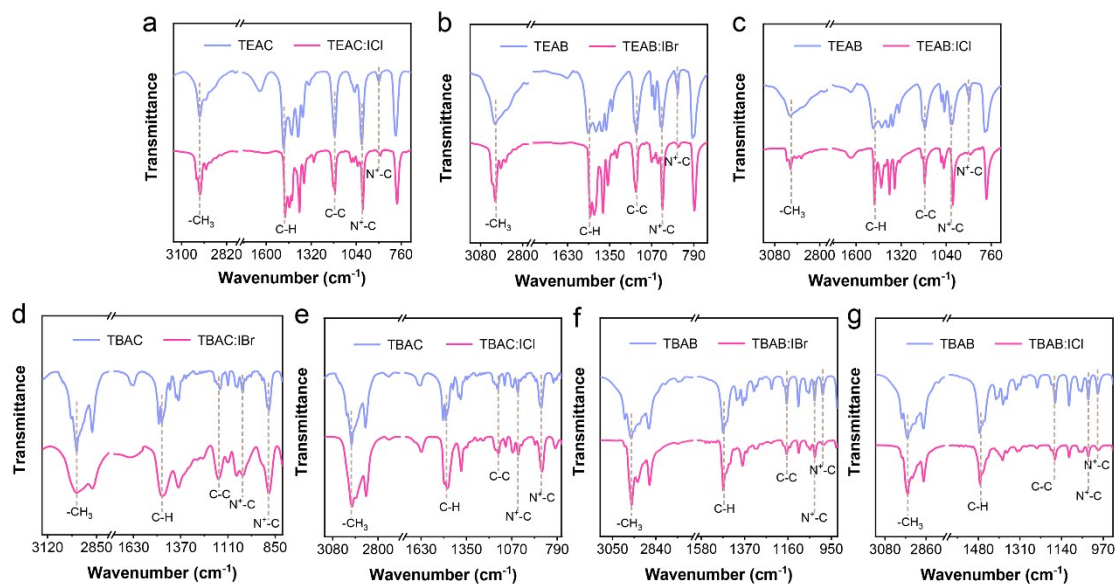 a
TEAC TEAC:ICl
Transmittance
-CH3
C-H
C-C
N+-C
N+-C
3100 2820 1600 1320 1040 760
Wavenumber (cm-1)
b
TEAB TEAB:IBr
Transmittance
-CH3
C-H
C-C
N+-C
N+-C
3080 2800 1630 1350 1070 790
Wavenumber (cm-1)
c
TEAB TEAB:ICl
Transmittance
-CH3
C-H
C-C
N+-C
N+-C
3080 2800 1600 1320 1040 760
Wavenumber (cm-1)
d
TBAC TBAC:IBr
Transmittance
-CH3
C-H
C-C
N+-C
N+-C
3120 2850 1630 1370 1110 850
Wavenumber (cm-1)
e
TBAC TBAC:ICl
Transmittance
-CH3
C-H
C-C
N+-C
N+-C
3080 2800 1630 1350 1070 790
Wavenumber (cm-1)
f
TBAB TBAB:IBr
Transmittance
-CH3
C-H
C-C
N+-C
N+-C
3050 2840 1580 1370 1160 950
Wavenumber (cm-1)
g
TBAB TBAB:ICl
Transmittance
-CH3
C-H
C-C
N+-C
N+-C
3080 2860 1480 1310 1140 970
Wavenumber (cm-1)